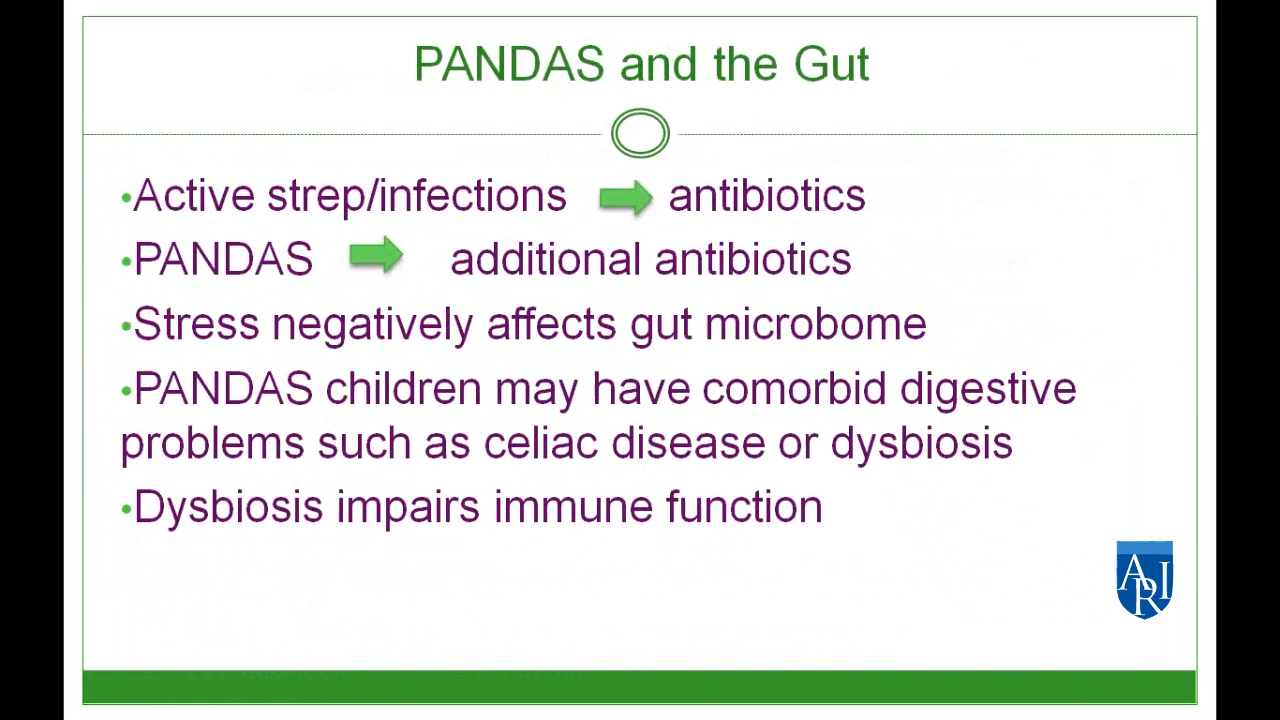 PANDAS and the Gut
•Active strep/infections antibiotics
•PANDAS additional antibiotics
•Stress negatively affects gut microbome
•PANDAS children may have comorbid digestive
problems such as celiac disease or dysbiosis
•Dysbiosis impairs immune function
ARI